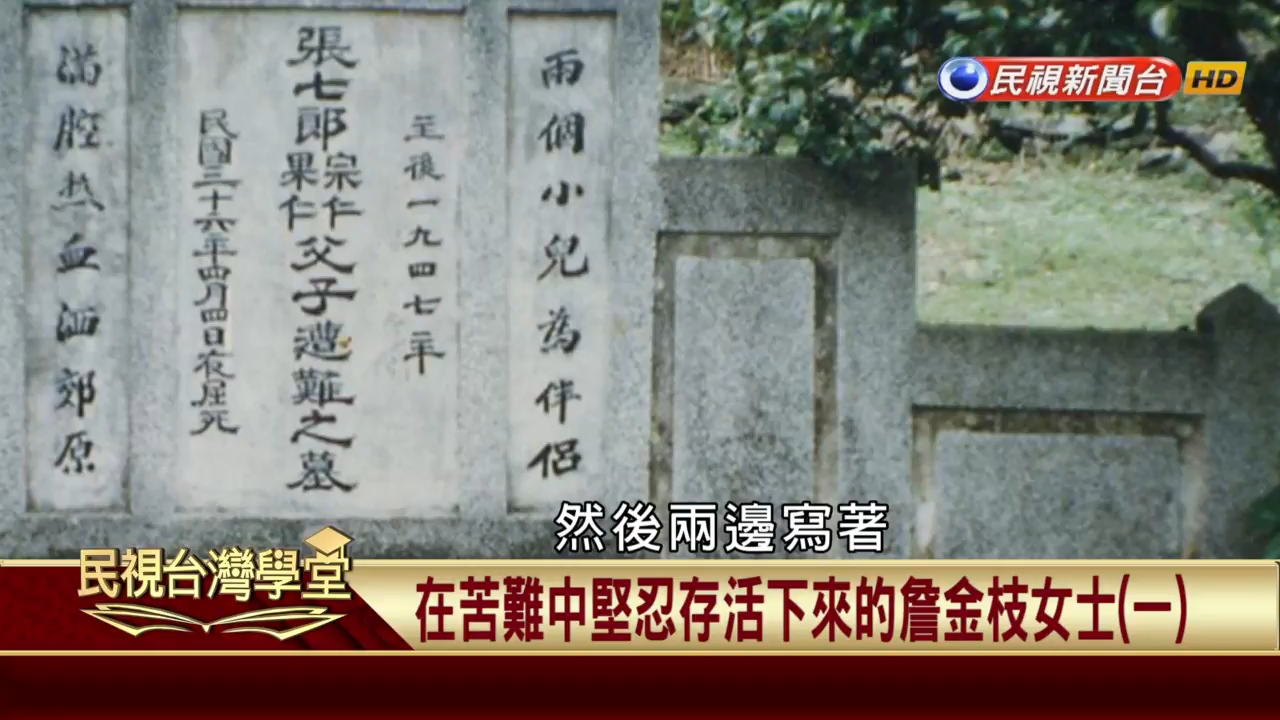 民視新聞台 HD
兩個小兒為伴侶
主後一九四七年
張七郎 宗仁 果仁 父子遭難之墓
民國三十六年四月四日夜屈死
满腔热血洒郊原
然後兩邊寫著
民視台灣學堂
在苦難中堅忍存活下來的詹金枝女士(一)